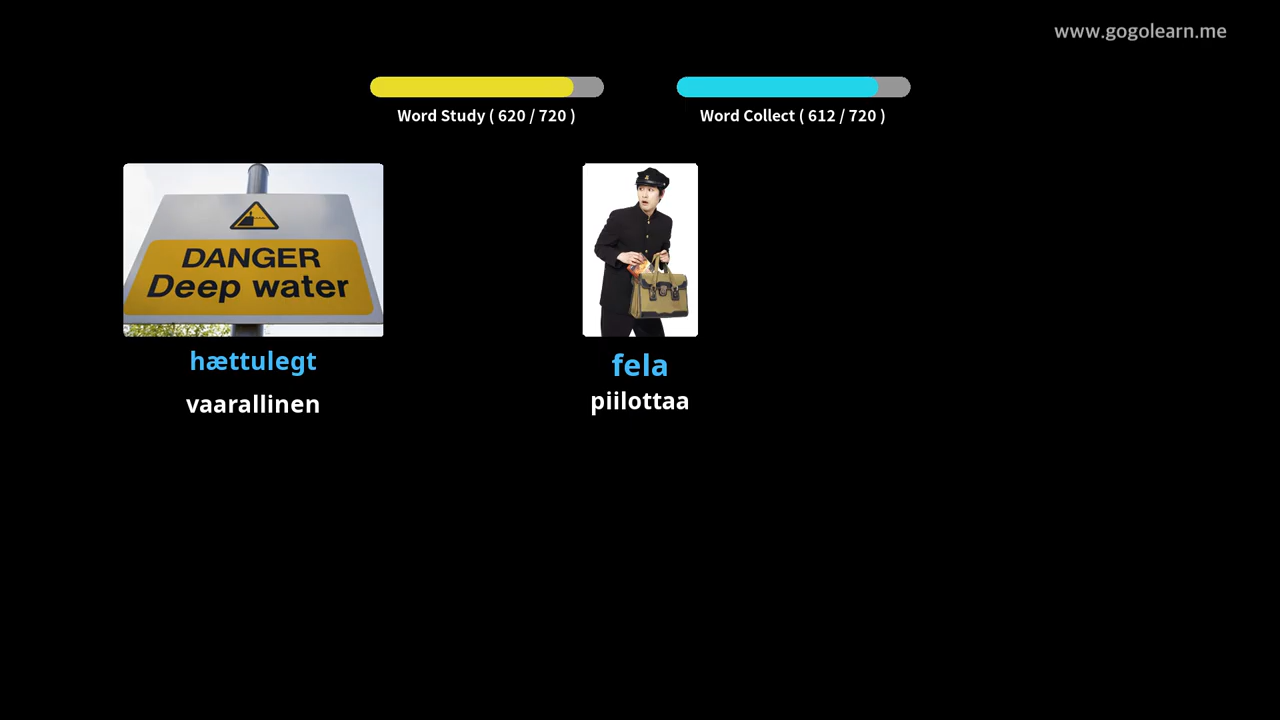 www.gogolearn.me
Word Study ( 620 / 720 )
Word Collect ( 612 / 720 )
DANGER
Deep water
hættulegt
vaarallinen
fela
piilottaa